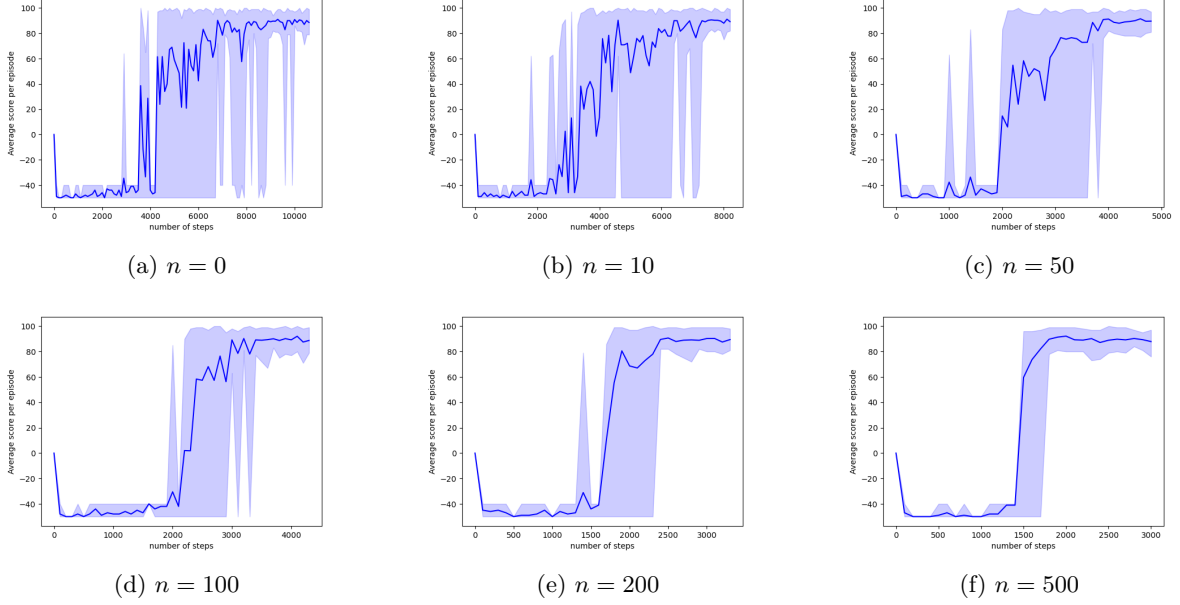 100
80
60
40
20
0
−20
−40
Average score per episode
0 2000 4000 6000 8000 10000
number of steps
(a) n = 0
100
80
60
40
20
0
−20
−40
Average score per episode
0 2000 4000 6000 8000
number of steps
(b) n = 10
100
80
60
40
20
0
−20
−40
Average score per episode
0 1000 2000 3000 4000 5000
number of steps
(c) n = 50
100
80
60
40
20
0
−20
−40
Average score per episode
0 1000 2000 3000 4000
number of steps
(d) n = 100
100
80
60
40
20
0
−20
−40
Average score per episode
0 500 1000 1500 2000 2500 3000
number of steps
(e) n = 200
100
80
60
40
20
0
−20
−40
Average score per episode
0 500 1000 1500 2000 2500 3000
number of steps
(f) n = 500